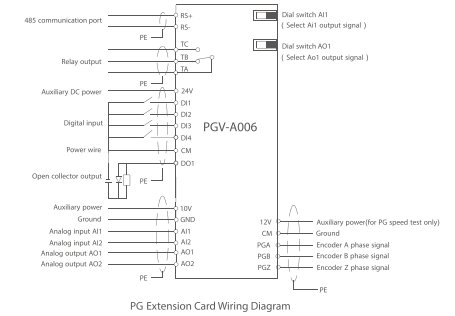 485 communication port
RS+
RS-
PE
Dial switch AI1
( Select Ai1 output signal )
Dial switch AO1
( Select Ao1 output signal )
TC
Relay output
TB
TA
PE
Auxiliary DC power
24V
DI1
DI2
Digital input
DI3
DI4
PGV-A006
Power wire
CM
DO1
Open collector output
PE
Auxiliary power
10V
Ground
GND
Analog input AI1
AI1
Analog input AI2
AI2
Analog output AO1
AO1
Analog output AO2
AO2
PE
12V
Auxiliary power(for PG speed test only)
CM
Ground
PGA
Encoder A phase signal
PGB
Encoder B phase signal
PGZ
Encoder Z phase signal
PE
PG Extension Card Wiring Diagram